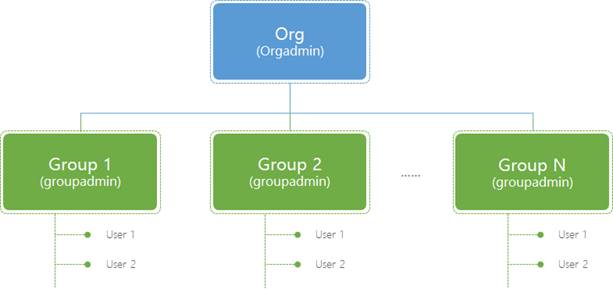 Org
(Orgadmin)
Group 1
(groupadmin)
Group 2
(groupadmin)
......
Group N
(groupadmin)
User 1
User 2
User 1
User 2
User 1
User 2